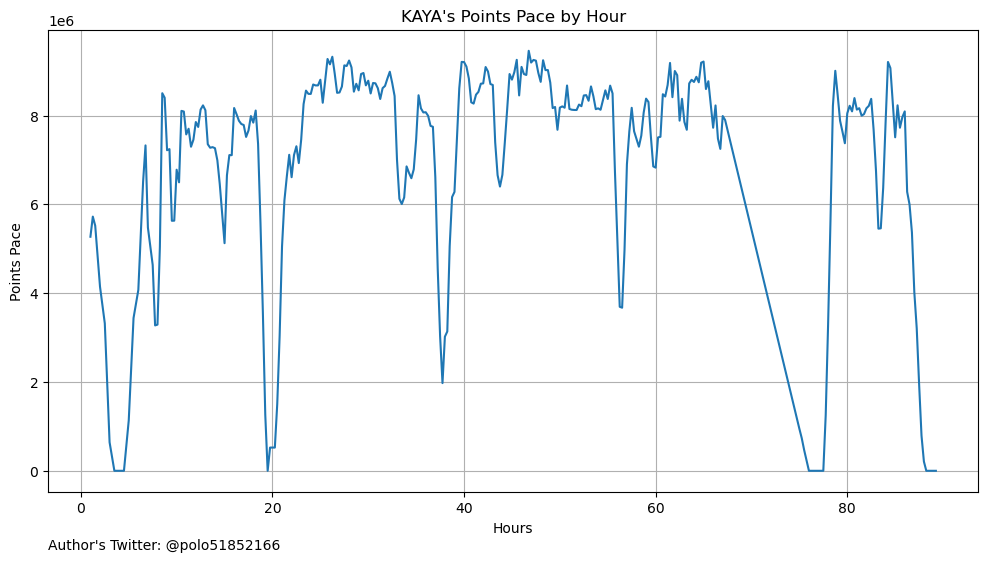 KAYA's Points Pace by Hour
1e6
8
6
4
2
0
Points Pace
0 20 40 60 80
Hours
Author's Twitter: @polo51852166